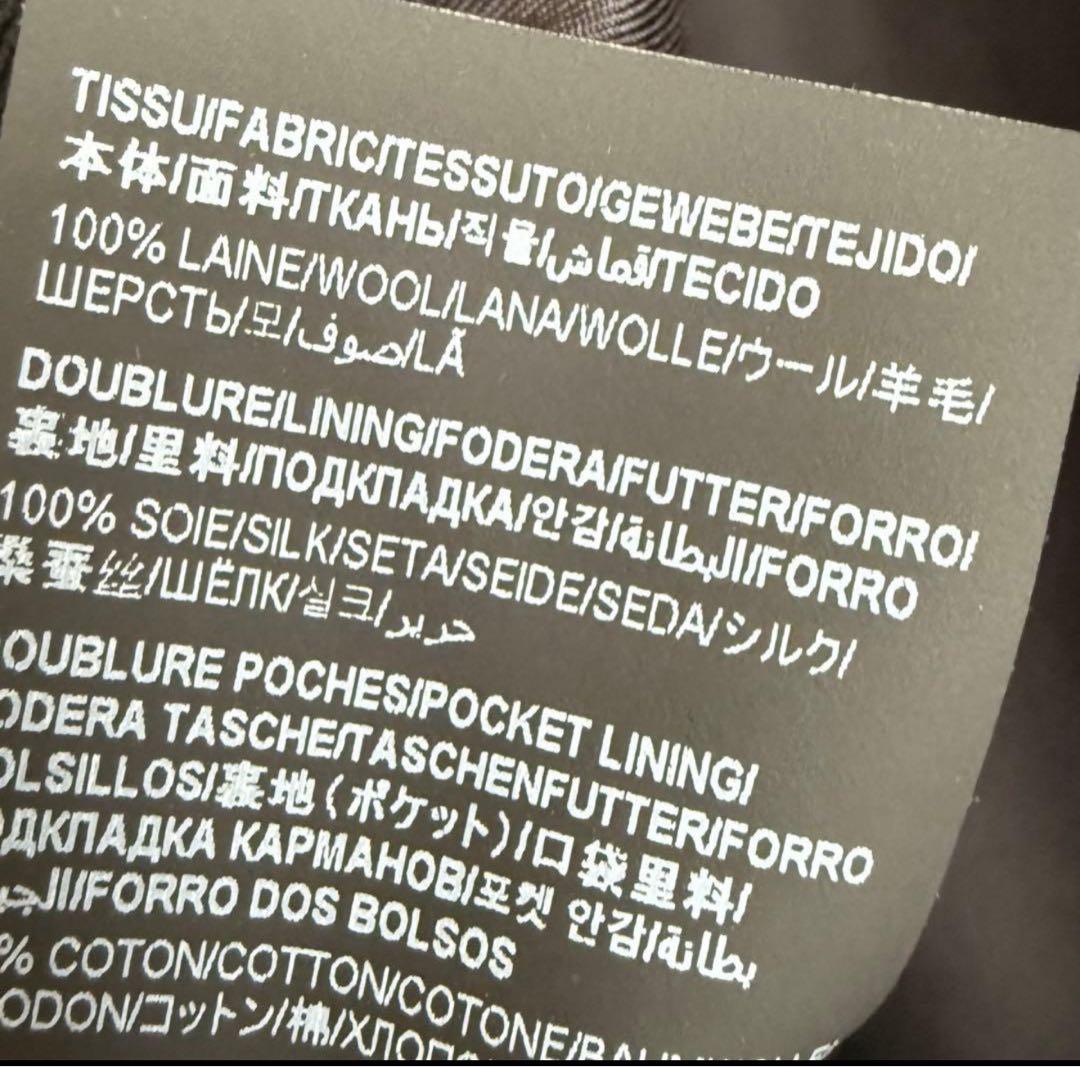 TISSU/FABRIC/TESSUTO/GEWEBE/TEJIDO/
本体/面料/ТКАНЬ/직물/قماش/TECIDO
100% LAINE/WOOL/LANA/WOLLE/ウール/羊毛/
ШЕРСТЬ/모/صوف/LÃ
DOUBLURE/LINING/FODERA/FUTTER/FORRO/
裏地/里料/ПОДКЛАДКА/안감/البطانة/FORRO
100% SOIE/SILK/SETA/SEIDE/SEDA/シルク/
桑蚕丝/ШЁЛК/실크/حرير
OUBLURE POCHES/POCKET LINING/
ODERA TASCHE/TASCHENFUTTER/FORRO
OLSILLOS/裏地(ポケット)/口袋里料/
ДКЛАДКА КАРМАНОВ/포켓 안감/بطانة
/FORRO DOS BOLSOS
% COTON/COTTON/COTONE/
ODON/コットン/棉/ХЛОП